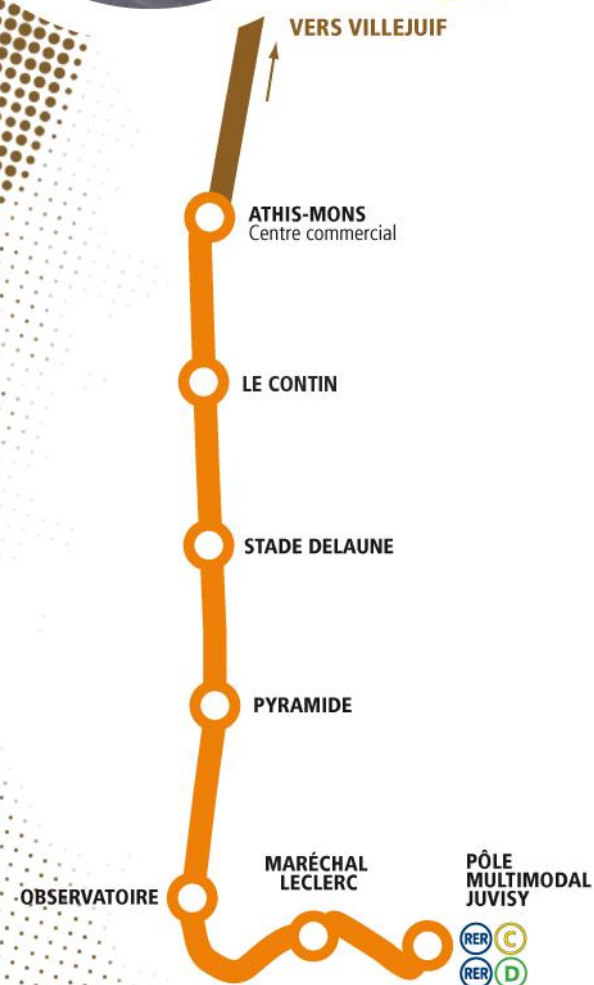 VERS VILLEJUIF
ATHIS-MONS
Centre commercial
LE CONTIN
STADE DELAUNE
PYRAMIDE
OBSERVATOIRE
MARÉCHAL
LECLERC
PÔLE
MULTIMODAL
JUVISY
RER C
RER D